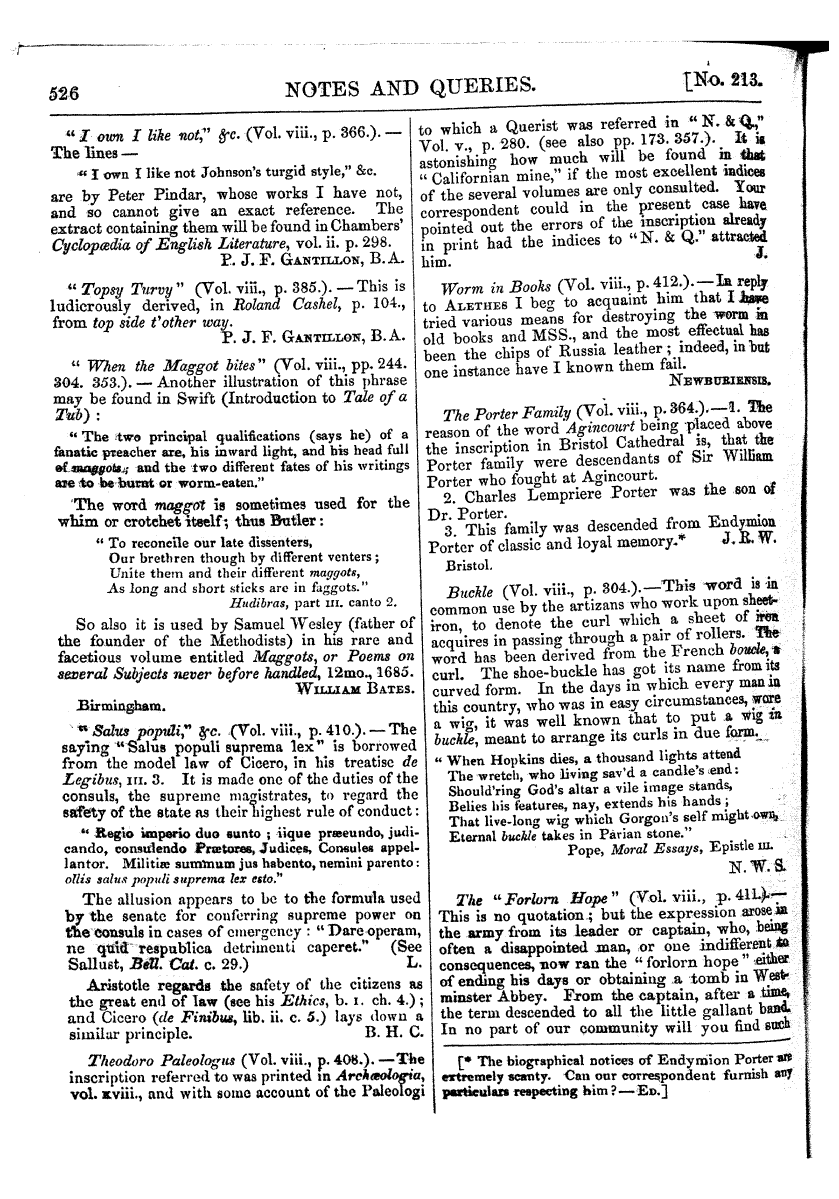 526
NOTES AND QUERIES.
[No. 213.
"I own I like not," &c. (Vol. viii., p. 366.). —
The lines —
"I own I like not Johnson's turgid style," &c.
are by Peter Pindar, whose works I have not,
and so cannot give an exact reference. The
extract containing them will be found in Chambers'
Cyclopædia of English Literature, vol. ii. p. 298.
P. J. F. GANTILLON, B.A.
"Topsy Turvy" (Vol. viii., p. 385.). — This is
ludicrously derived, in Roland Cashel, p. 104.,
from top side t'other way.
P. J. F. GANTILLON, B.A.
"When the Maggot bites" (Vol. viii., pp. 244.
304. 353.). — Another illustration of this phrase
may be found in Swift (Introduction to Tale of a
Tub) :
"The two principal qualifications (says he) of a
fanatic preacher are, his inward light, and his head full
of maggots; and the two different fates of his writings
are to be burnt or worm-eaten."
The word maggot is sometimes used for the
whim or crotchet itself; thus Butler :
"To reconcile our late dissenters,
Our brethren though by different venters;
Unite them and their different maggots,
As long and short sticks are in faggots."
Hudibras, part III. canto 2.
So also it is used by Samuel Wesley (father of
the founder of the Methodists) in his rare and
facetious volume entitled Maggots, or Poems on
several Subjects never before handled, 12mo., 1685.
WILLIAM BATES.
Birmingham.
"Salus populi," &c. (Vol. viii., p. 410.). — The
saying "Salus populi suprema lex" is borrowed
from the model law of Cicero, in his treatise de
Legibus, III. 3. It is made one of the duties of the
consuls, the supreme magistrates, to regard the
safety of the state as their highest rule of conduct :
"Regio imperio duo sunto ; iique præeundo, judi-
cando, consulendo Prætores, Judices, Consules appel-
lantor. Militiæ summum jus habento, nemini parento :
ollis salus populi suprema lex esto."
The allusion appears to be to the formula used
by the senate for conferring supreme power on
the consuls in cases of emergency : "Dare operam,
ne quid respublica detrimenti caperet." (See
Sallust, Bell. Cat. c. 29.) L.
Aristotle regards the safety of the citizens as
the great end of law (see his Ethics, b. I. ch. 4.) ;
and Cicero (de Finibus, lib. ii. c. 5.) lays down a
similar principle. B. H. C.
Theodoro Paleologus (Vol. viii., p. 408.). — The
inscription referred to was printed in Archæologia,
vol. xviii., and with some account of the Paleologi
to which a Querist was referred in "N. & Q.,"
Vol. v., p. 280. (see also pp. 173. 357.). It is
astonishing how much will be found in that
"Californian mine," if the most excellent indices
of the several volumes are only consulted. Your
correspondent could in the present case have
pointed out the errors of the inscription already
in print had the indices to "N. & Q." attracted
him. J.
Worm in Books (Vol. viii., p. 412.). — In reply
to ALETHES I beg to acquaint him that I have
tried various means for destroying the worm in
old books and MSS., and the most effectual has
been the chips of Russia leather ; indeed, in but
one instance have I known them fail.
NEWBURIENSIS.
The Porter Family (Vol. viii., p. 364.).—1. The
reason of the word Agincourt being placed above
the inscription in Bristol Cathedral is, that the
Porter family were descendants of Sir William
Porter who fought at Agincourt.
2. Charles Lempriere Porter was the son of
Dr. Porter.
3. This family was descended from Endymion
Porter of classic and loyal memory.* J. R. W.
Bristol.
Buckle (Vol. viii., p. 304.).—This word is in
common use by the artizans who work upon sheet-
iron, to denote the curl which a sheet of iron
acquires in passing through a pair of rollers. The
word has been derived from the French boucle, a
curl. The shoe-buckle has got its name from its
curved form. In the days in which every man in
this country, who was in easy circumstances, wore
a wig, it was well known that to put a wig in
buckle, meant to arrange its curls in due form.
"When Hopkins dies, a thousand lights attend
The wretch, who living sav'd a candle's end :
Should'ring God's altar a vile image stands,
Belies his features, nay, extends his hands ;
That live-long wig which Gorgon's self might own,
Eternal buckle takes in Parian stone."
Pope, Moral Essays, Epistle III.
N. W. S.
The "Forlorn Hope" (Vol. viii., p. 411.).—
This is no quotation ; but the expression arose in
the army from its leader or captain, who, being
often a disappointed man, or one indifferent to
consequences, now ran the "forlorn hope" either
of ending his days or obtaining a tomb in West-
minster Abbey. From the captain, after a time,
the term descended to all the little gallant band.
In no part of our community will you find such
[* The biographical notices of Endymion Porter are
extremely scanty. Can our correspondent furnish any
particulars respecting him ?—ED.]